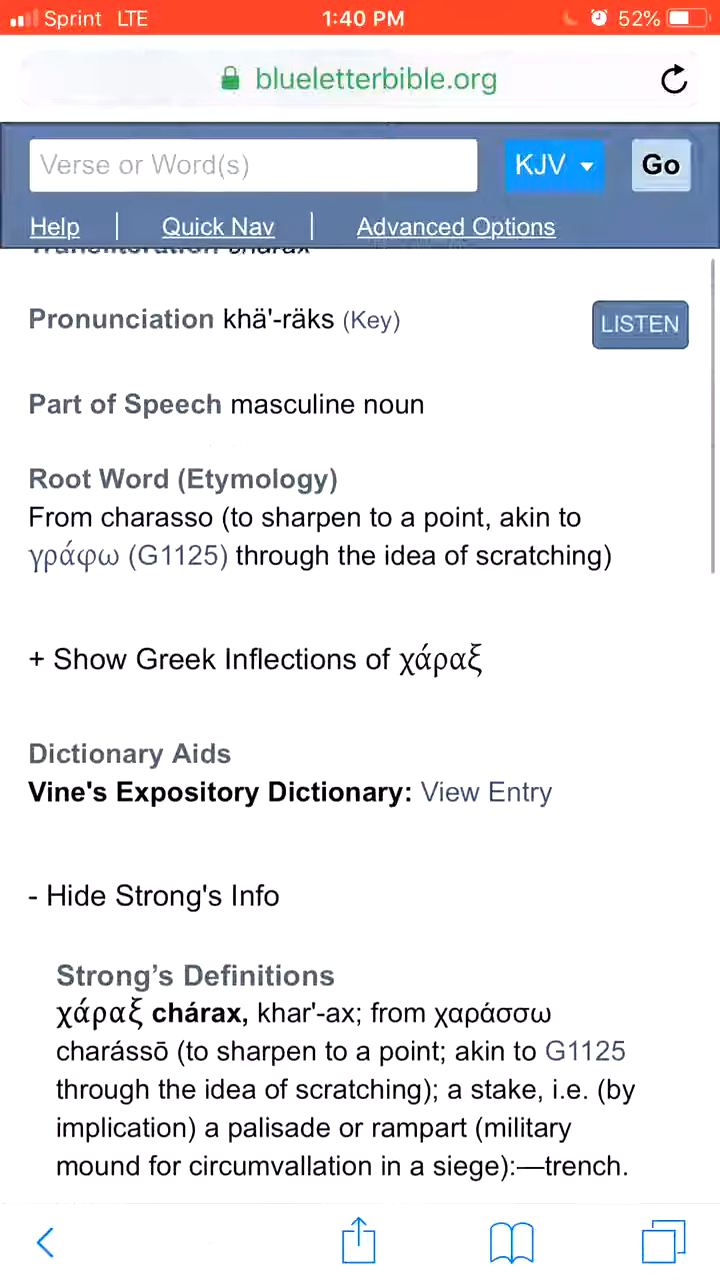 Sprint LTE 1:40 PM 52%
blueletterbible.org
Verse or Word(s) KJV Go
Help | Quick Nav | Advanced Options
Transliteration charax
Pronunciation khä'-räks (Key) LISTEN
Part of Speech masculine noun
Root Word (Etymology)
From charasso (to sharpen to a point, akin to
γράφω (G1125) through the idea of scratching)
+ Show Greek Inflections of χάραξ
Dictionary Aids
Vine's Expository Dictionary: View Entry
- Hide Strong's Info
Strong’s Definitions
χάραξ chárax, khar'-ax; from χαράσσω
charássō (to sharpen to a point; akin to G1125
through the idea of scratching); a stake, i.e. (by
implication) a palisade or rampart (military
mound for circumvallation in a siege):—trench.